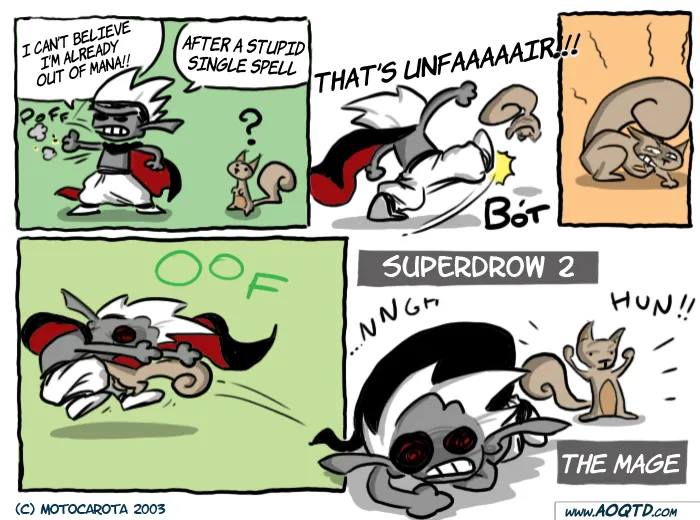 I CAN'T BELIEVE
I'M ALREADY
OUT OF MANA!!
AFTER A STUPID
SINGLE SPELL
POFF
?
THAT'S UNFAAAAAIR!!!
BÓT
OOF
SUPERDROW 2
...NNGH
HUN!!
THE MAGE
(C) MOTOCAROTA 2003
WWW.AOQTD.COM